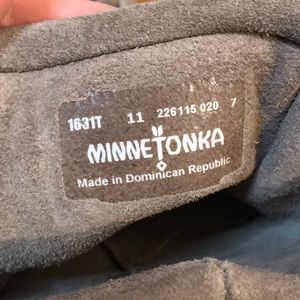 1631T 11 226115 020 7
MINNETONKA
Made in Dominican Republic